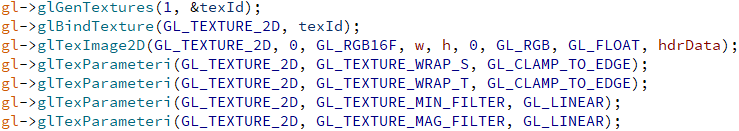 gl->glGenTextures(1, &texId);
gl->glBindTexture(GL_TEXTURE_2D, texId);
gl->glTexImage2D(GL_TEXTURE_2D, 0, GL_RGB16F, w, h, 0, GL_RGB, GL_FLOAT, hdrData);
gl->glTexParameteri(GL_TEXTURE_2D, GL_TEXTURE_WRAP_S, GL_CLAMP_TO_EDGE);
gl->glTexParameteri(GL_TEXTURE_2D, GL_TEXTURE_WRAP_T, GL_CLAMP_TO_EDGE);
gl->glTexParameteri(GL_TEXTURE_2D, GL_TEXTURE_MIN_FILTER, GL_LINEAR);
gl->glTexParameteri(GL_TEXTURE_2D, GL_TEXTURE_MAG_FILTER, GL_LINEAR);